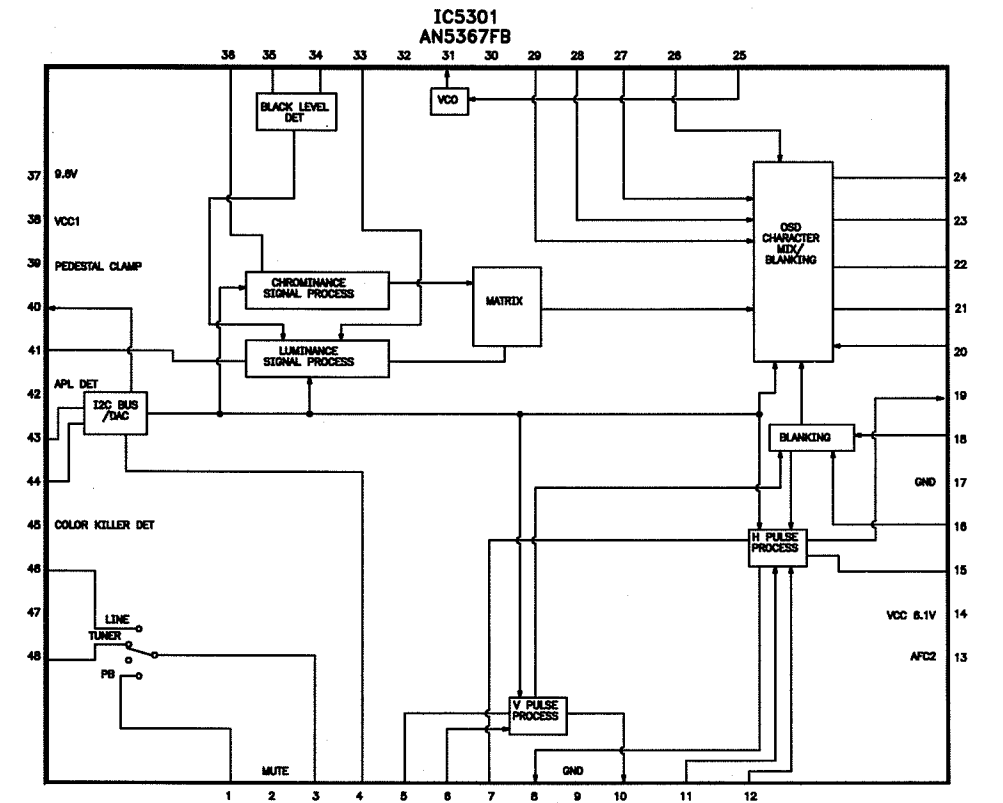 IC5301
AN5367FB
36 35 34 33 32 31 30 29 28 27 26 25
BLACK LEVEL
DET
VCO
37 9.6V
38 VCC1
39 PEDESTAL CLAMP
40
41
APL DET
42
43
44
45 COLOR KILLER DET
46
47
48
I2C BUS
/DAC
CHROMINANCE
SIGNAL PROCESS
LUMINANCE
SIGNAL PROCESS
MATRIX
OSD
CHARACTER
MIX/
BLANKING
24
23
22
21
20
19
BLANKING
18
GND 17
16
H PULSE
PROCESS
15
VCC 6.1V 14
AFC2 13
LINE
TUNER
PB
V PULSE
PROCESS
MUTE
GND
1 2 3 4 5 6 7 8 9 10 11 12